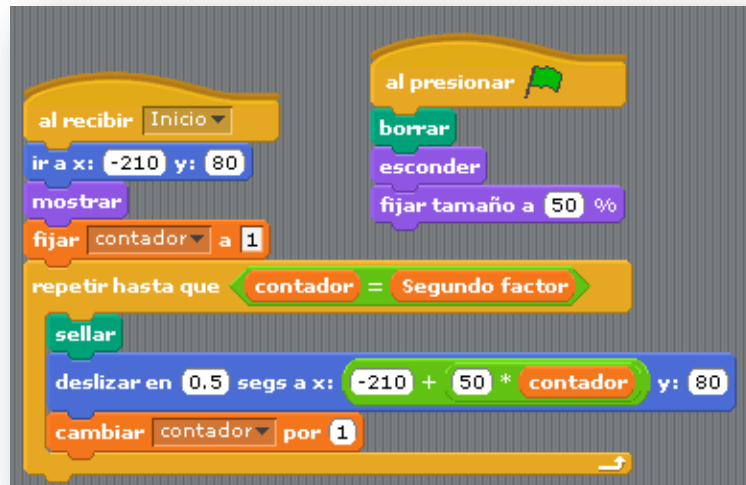 al recibir Inicio
ir a x: -210 y: 80
mostrar
fijar contador a 1
repetir hasta que contador = Segundo factor
sellar
deslizar en 0.5 segs a x: -210 + 50 * contador y: 80
cambiar contador por 1
al presionar
borrar
esconder
fijar tamaño a 50 %